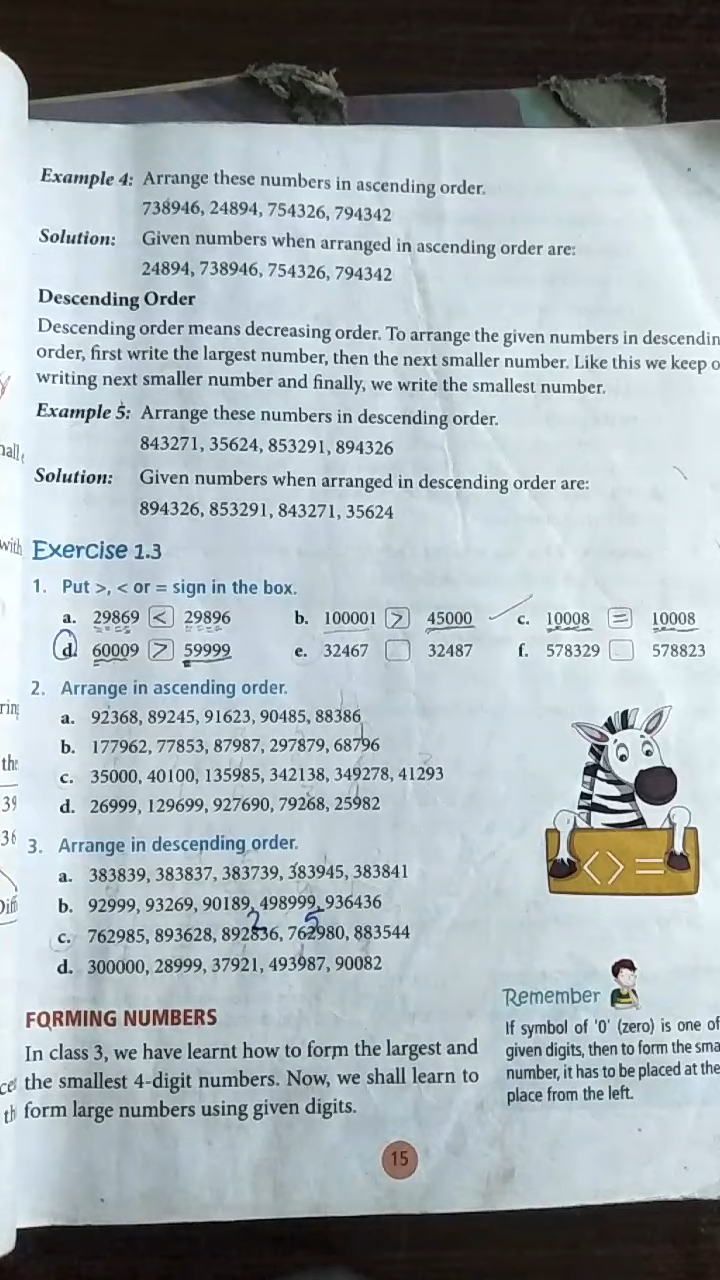 Example 4: Arrange these numbers in ascending order.
738946, 24894, 754326, 794342
Solution: Given numbers when arranged in ascending order are:
24894, 738946, 754326, 794342
Descending Order
Descending order means decreasing order. To arrange the given numbers in descendin
order, first write the largest number, then the next smaller number. Like this we keep o
writing next smaller number and finally, we write the smallest number.
Example 5: Arrange these numbers in descending order.
843271, 35624, 853291, 894326
Solution: Given numbers when arranged in descending order are:
894326, 853291, 843271, 35624
with
Exercise 1.3
1. Put >, < or = sign in the box.
a. 29869 < 29896 b. 100001 > 45000 c. 10008 = 10008
d. 60009 > 59999 e. 32467 32487 f. 578329 578823
2. Arrange in ascending order.
a. 92368, 89245, 91623, 90485, 88386
b. 177962, 77853, 87987, 297879, 68796
the
c. 35000, 40100, 135985, 342138, 349278, 41293
39
d. 26999, 129699, 927690, 79268, 25982
36
3. Arrange in descending order.
a. 383839, 383837, 383739, 383945, 383841
b. 92999, 93269, 90189, 498999, 936436
2 5
c. 762985, 893628, 892836, 762980, 883544
d. 300000, 28999, 37921, 493987, 90082
< > =
FORMING NUMBERS
In class 3, we have learnt how to form the largest and
the smallest 4-digit numbers. Now, we shall learn to
th
form large numbers using given digits.
Remember
If symbol of '0' (zero) is one of
given digits, then to form the sma
number, it has to be placed at the
place from the left.
15